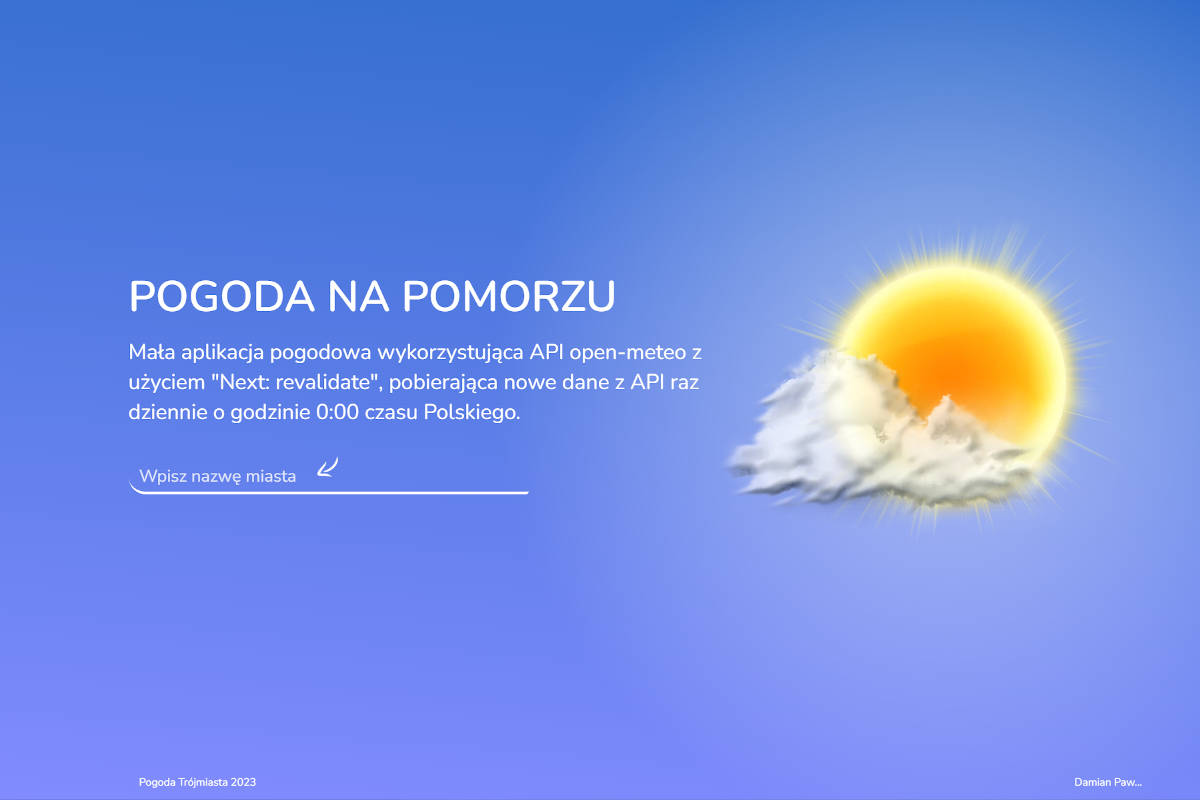 POGODA NA POMORZU
Mała aplikacja pogodowa wykorzystująca API open-meteo z
użyciem "Next: revalidate", pobierająca nowe dane z API raz
dziennie o godzinie 0:00 czasu Polskiego.
Wpisz nazwę miasta
Pogoda Trójmiasta 2023
Damian Paw...